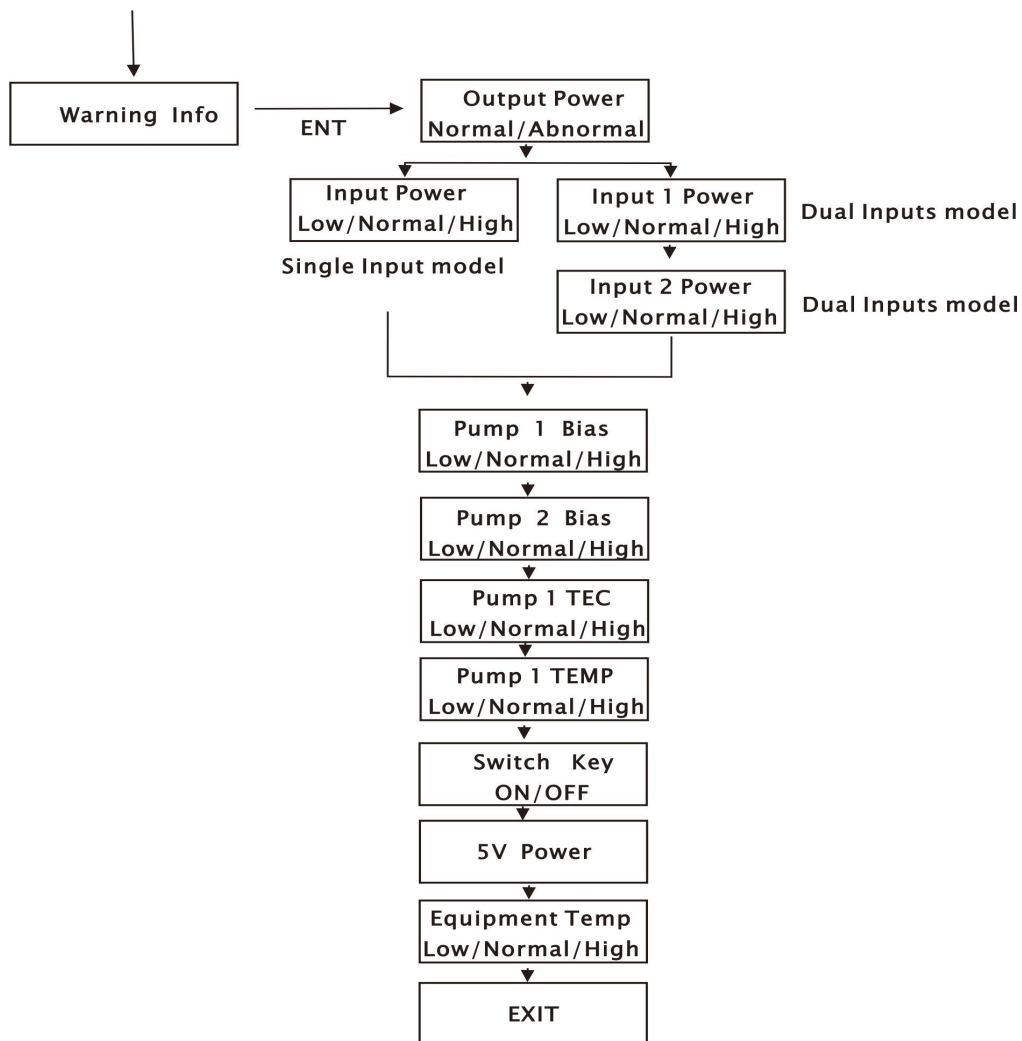 Warning Info
ENT
Output Power
Normal/Abnormal
Input Power
Low/Normal/High
Single Input model
Input 1 Power
Low/Normal/High
Dual Inputs model
Input 2 Power
Low/Normal/High
Dual Inputs model
Pump 1 Bias
Low/Normal/High
Pump 2 Bias
Low/Normal/High
Pump 1 TEC
Low/Normal/High
Pump 1 TEMP
Low/Normal/High
Switch Key
ON/OFF
5V Power
Equipment Temp
Low/Normal/High
EXIT